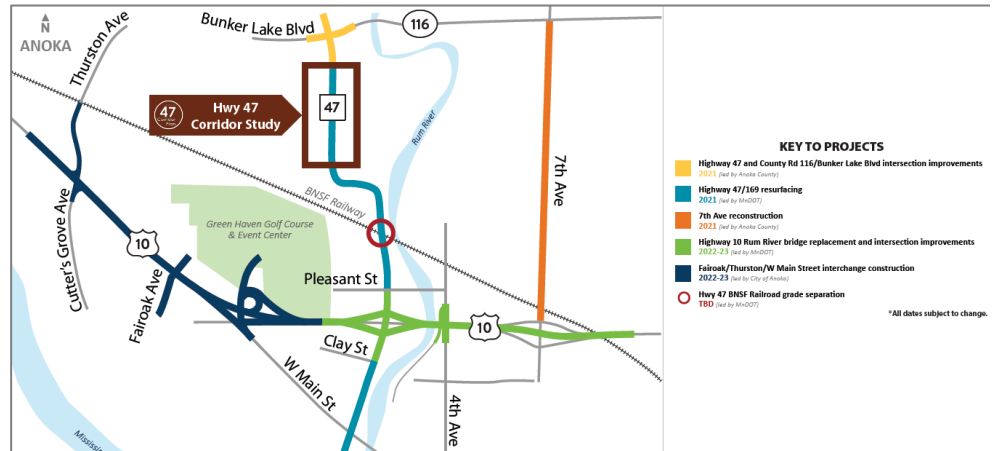 N
ANOKA
Thurston Ave
Bunker Lake Blvd
116
47
Hwy 47
Corridor Study
47
Rum River
7th Ave
BNSF Railway
Green Haven Golf Course
& Event Center
10
Cutter's Grove Ave
Fairoak Ave
Pleasant St
10
Clay St
W Main St
4th Ave
KEY TO PROJECTS
Highway 47 and County Rd 116/Bunker Lake Blvd intersection improvements
2021 (led by Anoka County)
Highway 47/169 resurfacing
2021 (led by MnDOT)
7th Ave reconstruction
2021 (led by Anoka County)
Highway 10 Rum River bridge replacement and intersection improvements
2022-23 (led by MnDOT)
Fairoak/Thurston/W Main Street interchange construction
2022-23 (led by City of Anoka)
Hwy 47 BNSF Railroad grade separation
TBD (led by MnDOT)
*All dates subject to change.